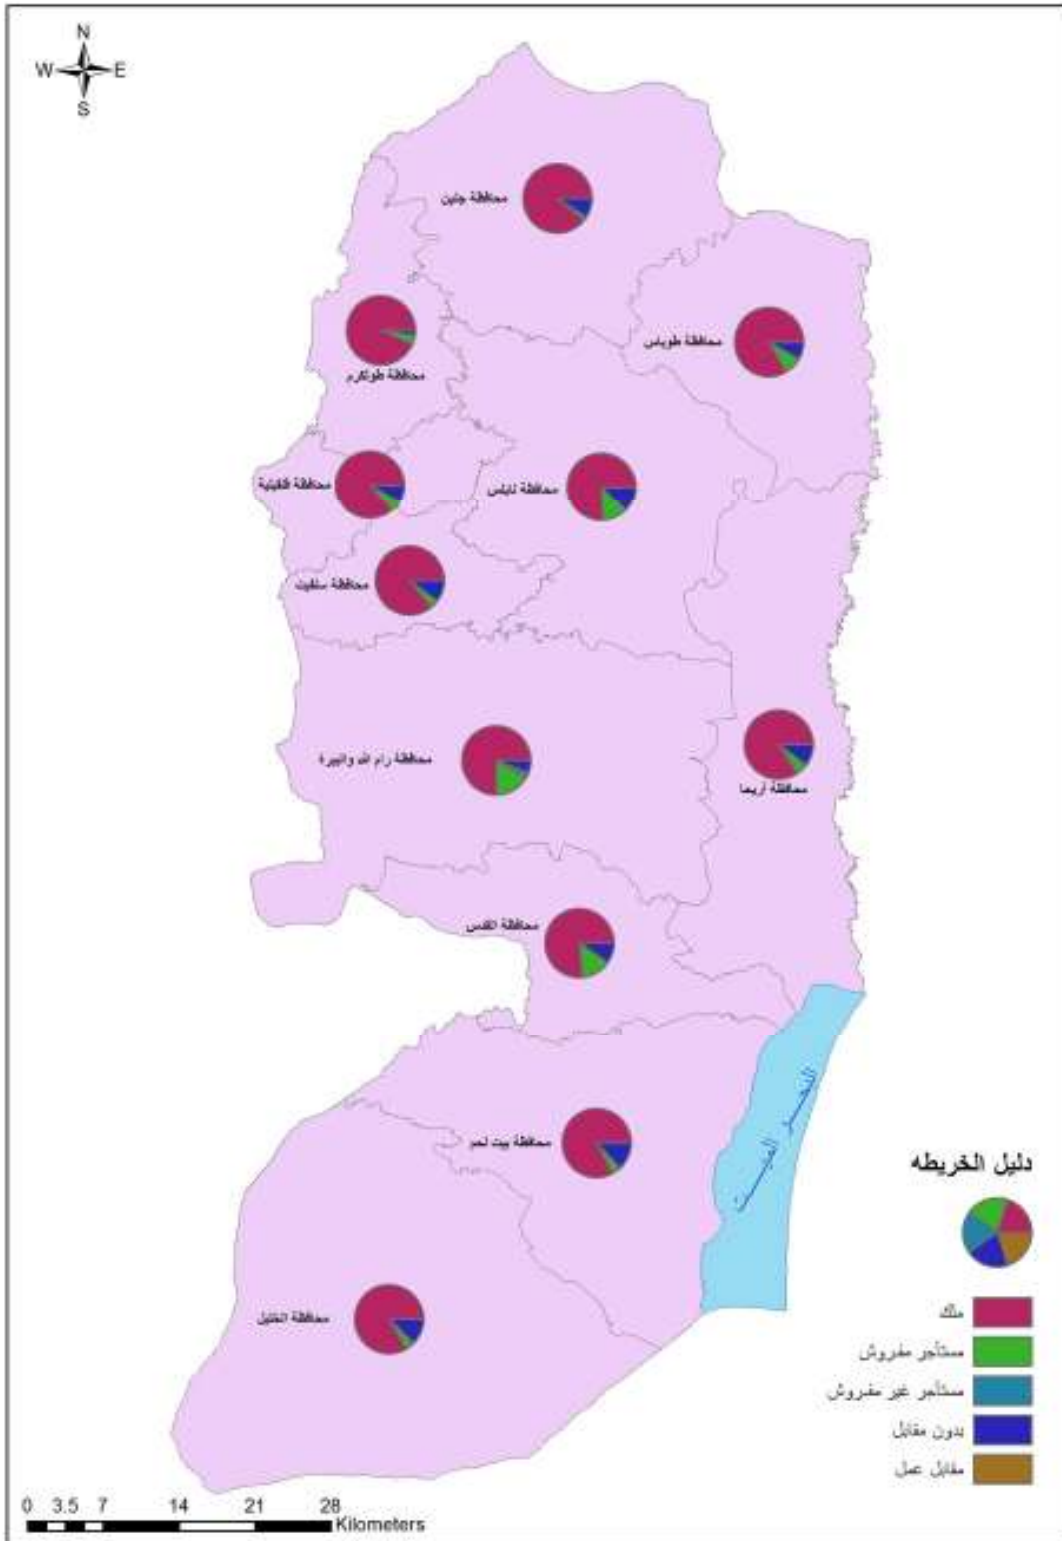 N
W E
S
محافظة جنين
محافظة طوباس
محافظة طولكرم
محافظة قلقيلية
محافظة نابلس
محافظة سلفيت
محافظة رام الله والبيرة
محافظة أريحا
محافظة القدس
البحر الميت
محافظة بيت لحم
محافظة الخليل
دليل الخريطه
ملك
مستأجر مفروش
مستأجر غير مفروش
بدون مقابل
مقابل عمل
0 3.5 7 14 21 28
Kilometers